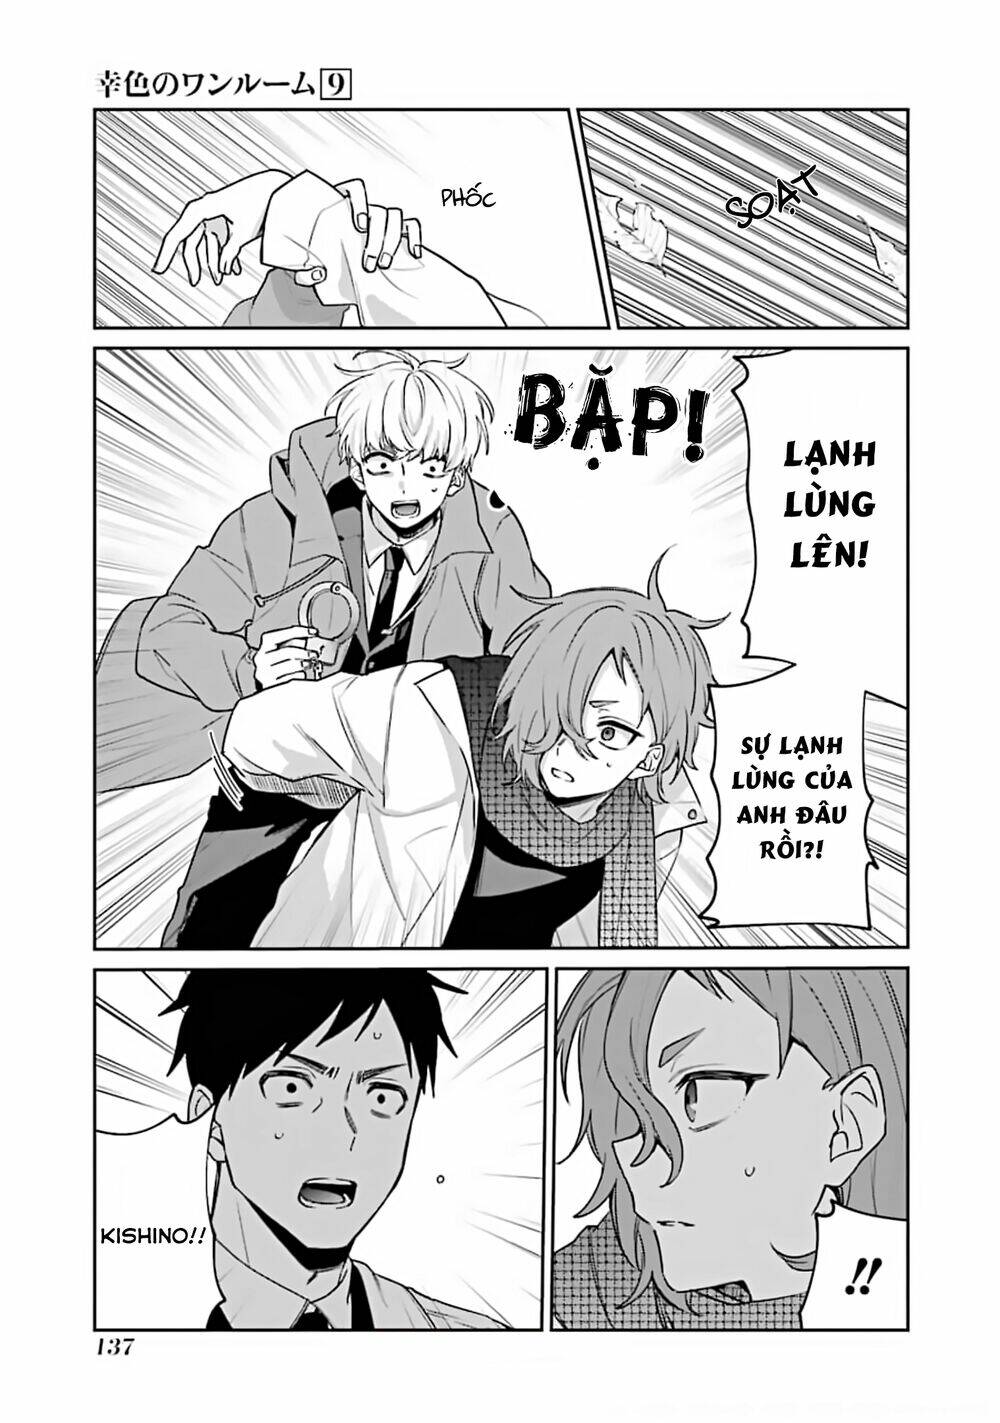 幸色のワンルーム 9
SOẠT
PHỐC
BẶP!
LẠNH
LÙNG
LÊN!
SỰ LẠNH
LÙNG CỦA
ANH ĐÂU
RỒI?!
!!
KISHINO!!
137